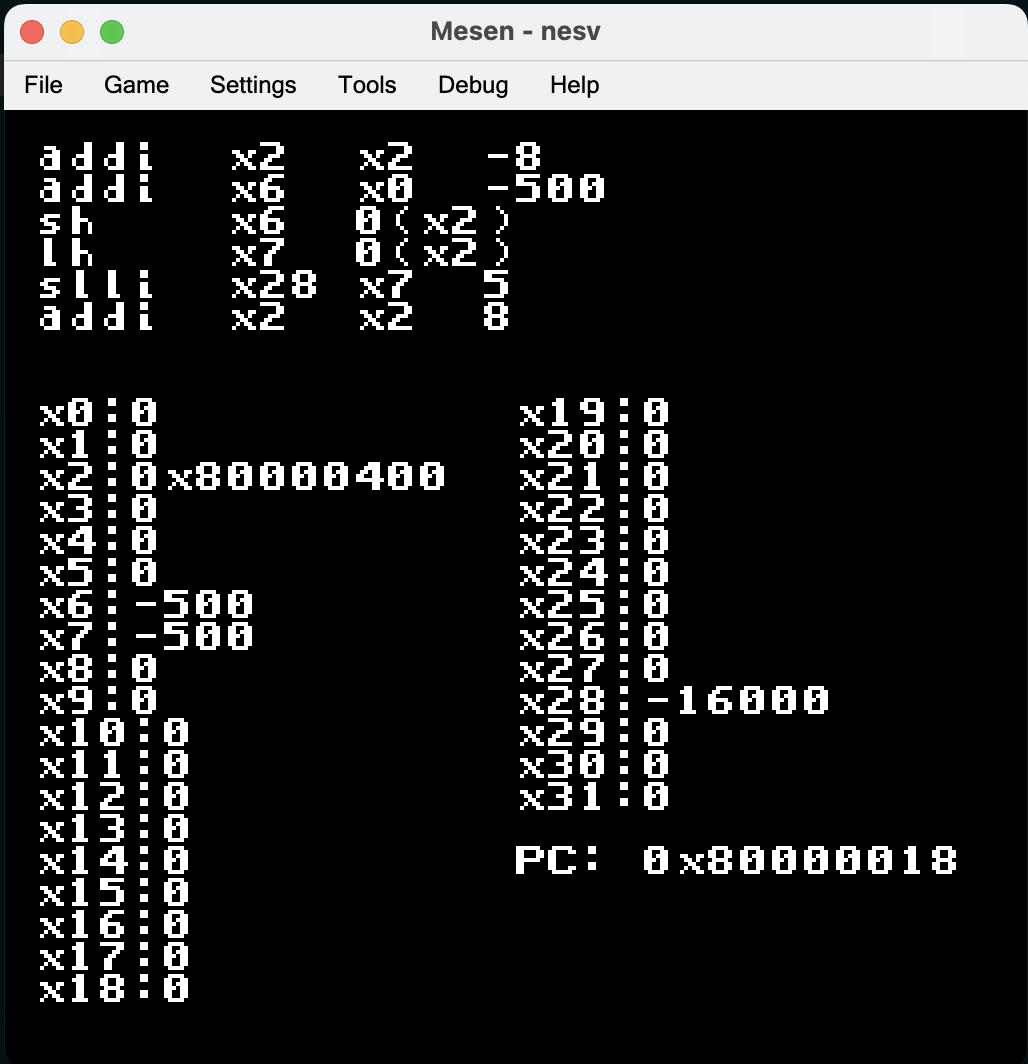 Mesen - nesv
File Game Settings Tools Debug Help
addi x2 x2 -8
addi x6 x0 -500
sh x6 0(x2)
lh x7 0(x2)
slli x28 x7 5
addi x2 x2 8
x0:0
x1:0
x2:0x80000400
x3:0
x4:0
x5:0
x6:-500
x7:-500
x8:0
x9:0
x10:0
x11:0
x12:0
x13:0
x14:0
x15:0
x16:0
x17:0
x18:0
x19:0
x20:0
x21:0
x22:0
x23:0
x24:0
x25:0
x26:0
x27:0
x28:-16000
x29:0
x30:0
x31:0
PC: 0x80000018